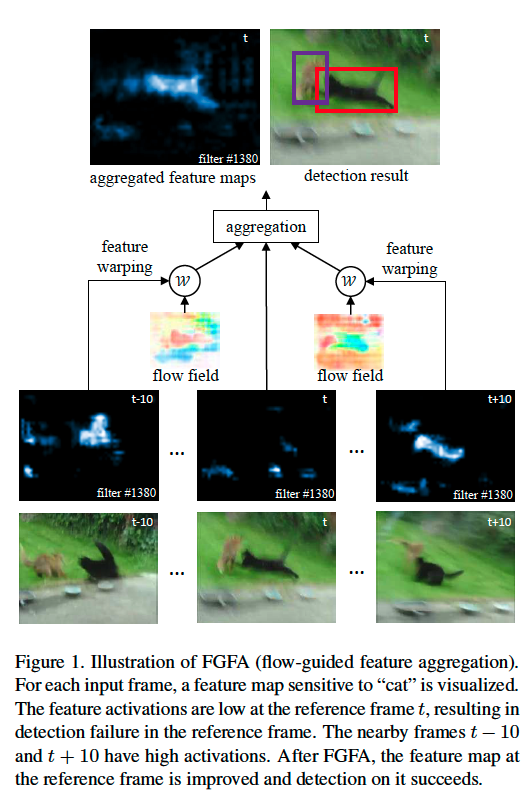 t
t
filter #1380
aggregated feature maps
detection result
aggregation
feature
warping
feature
warping
W
W
flow field
flow field
t-10
t
t+10
...
...
filter #1380
filter #1380
filter #1380
t-10
t
t+10
...
...
Figure 1. Illustration of FGFA (flow-guided feature aggregation).
For each input frame, a feature map sensitive to “cat” is visualized.
The feature activations are low at the reference frame t, resulting in
detection failure in the reference frame. The nearby frames t − 10
and t + 10 have high activations. After FGFA, the feature map at
the reference frame is improved and detection on it succeeds.